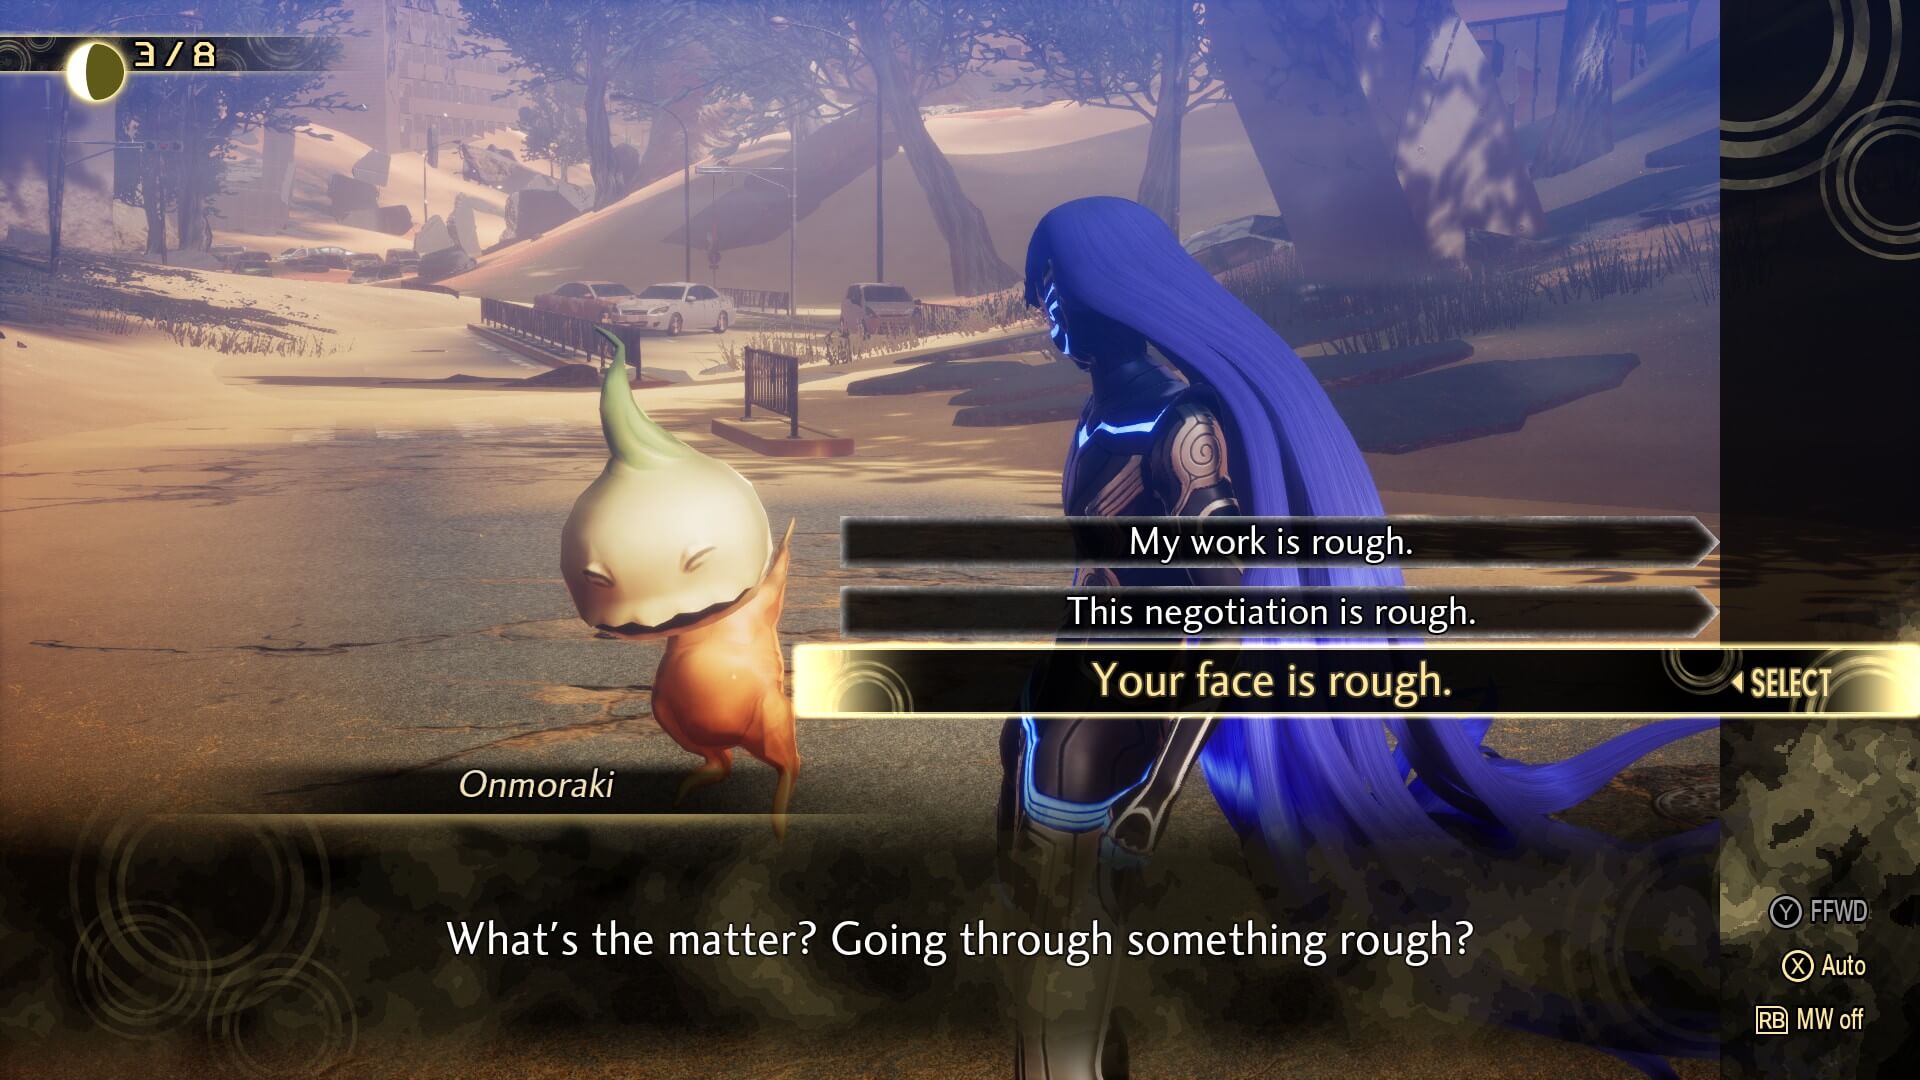 3/8
My work is rough.
This negotiation is rough.
Your face is rough.
SELECT
Onmoraki
What's the matter? Going through something rough?
Y FFWD
X Auto
RB MW off